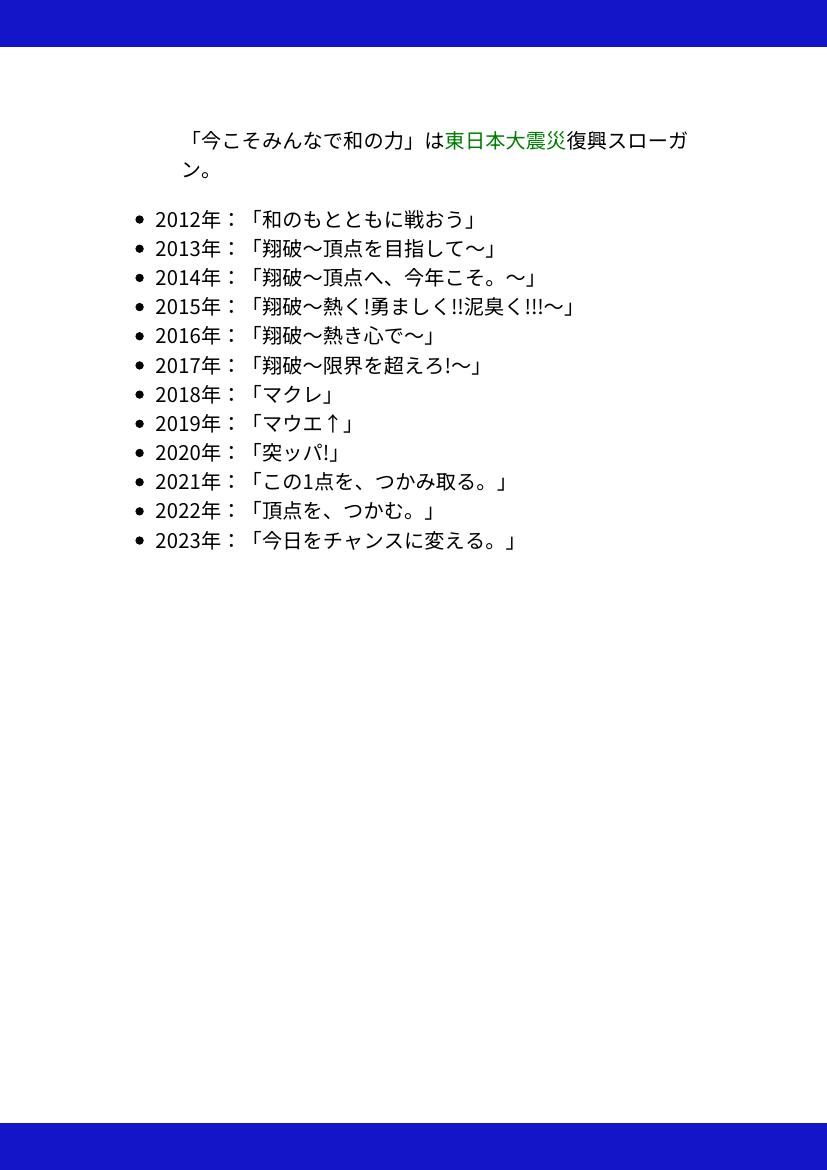 「今こそみんなで和の力」は東日本大震災復興スローガ
ン。
• 2012年：「和のもとともに戦おう」
• 2013年：「翔破〜頂点を目指して〜」
• 2014年：「翔破〜頂点へ、今年こそ。〜」
• 2015年：「翔破〜熱く!勇ましく!!泥臭く!!!〜」
• 2016年：「翔破〜熱き心で〜」
• 2017年：「翔破〜限界を超えろ!〜」
• 2018年：「マクレ」
• 2019年：「マウエ↑」
• 2020年：「突ッパ!」
• 2021年：「この1点を、つかみ取る。」
• 2022年：「頂点を、つかむ。」
• 2023年：「今日をチャンスに変える。」